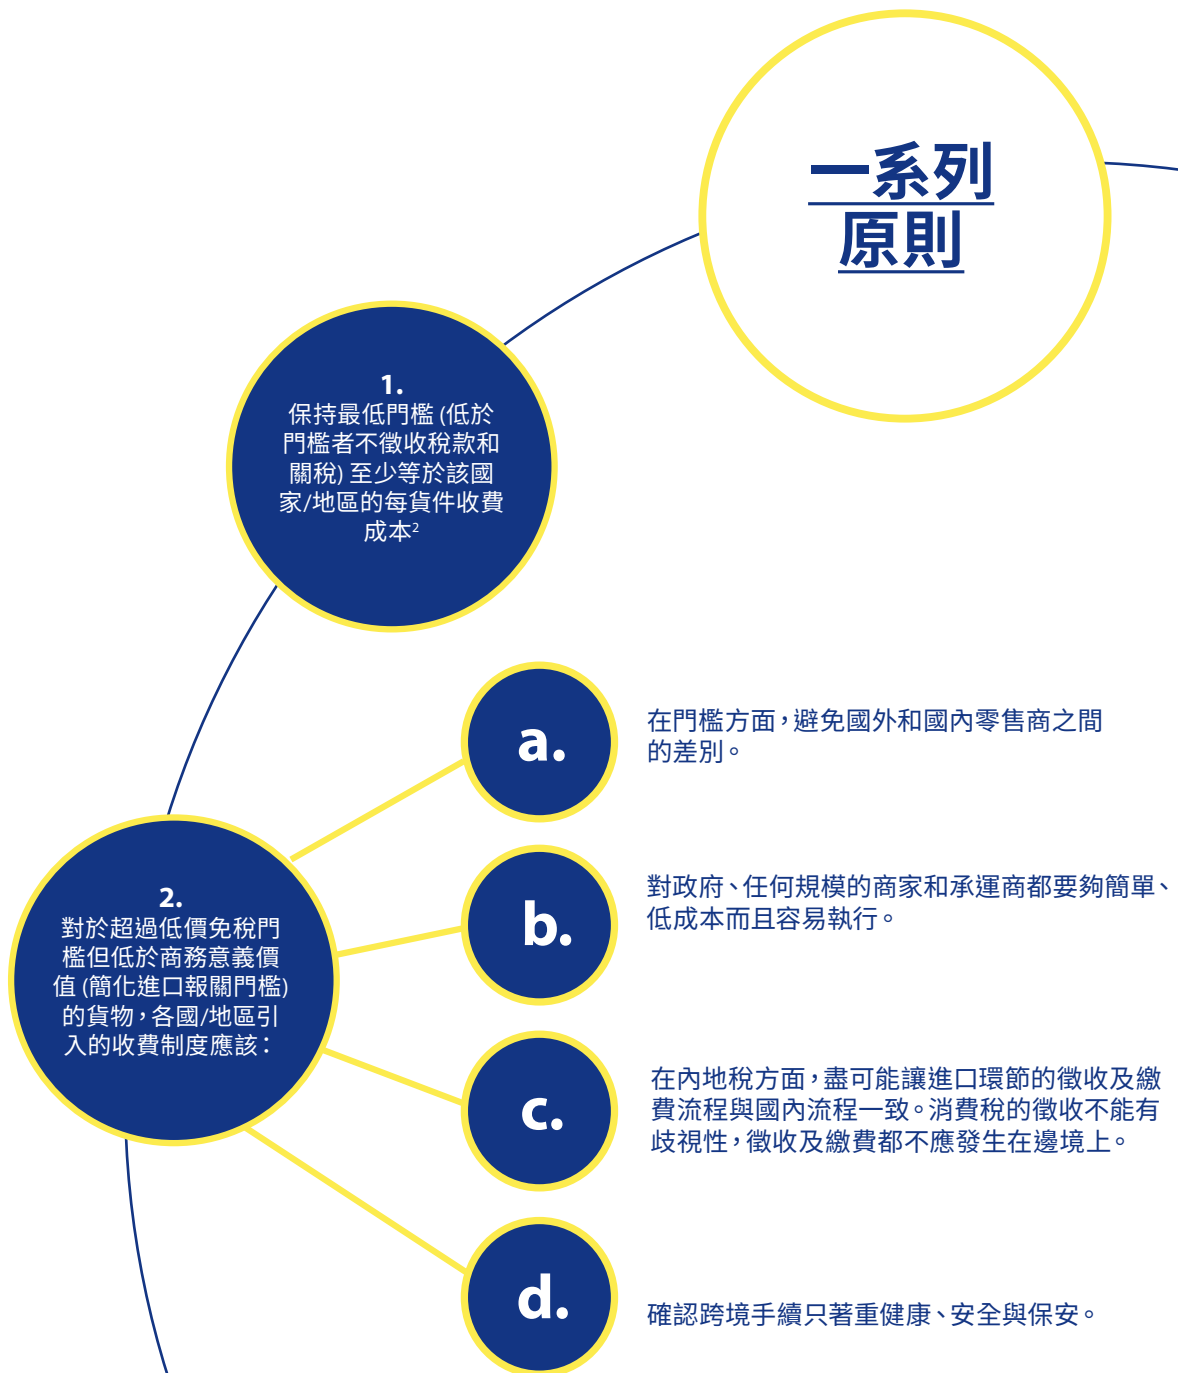 一系列
原則
1.
保持最低門檻 (低於
門檻者不徵收稅款和
關稅) 至少等於該國
家/地區的每貨件收費
成本²
2.
對於超過低價免稅門
檻但低於商務意義價
值 (簡化進口報關門檻)
的貨物，各國/地區引
入的收費制度應該：
a.
在門檻方面，避免國外和國內零售商之間
的差別。
b.
對政府、任何規模的商家和承運商都要夠簡單、
低成本而且容易執行。
c.
在內地稅方面，盡可能讓進口環節的徵收及繳
費流程與國內流程一致。消費稅的徵收不能有
歧視性，徵收及繳費都不應發生在邊境上。
d.
確認跨境手續只著重健康、安全與保安。